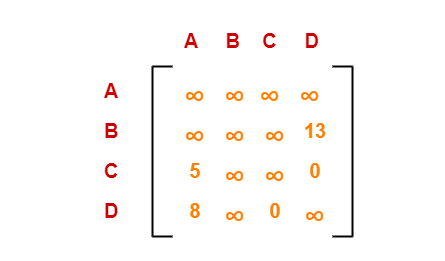 A B C D
A ∞ ∞ ∞ ∞
B ∞ ∞ ∞ 13
C 5 ∞ ∞ 0
D 8 ∞ 0 ∞